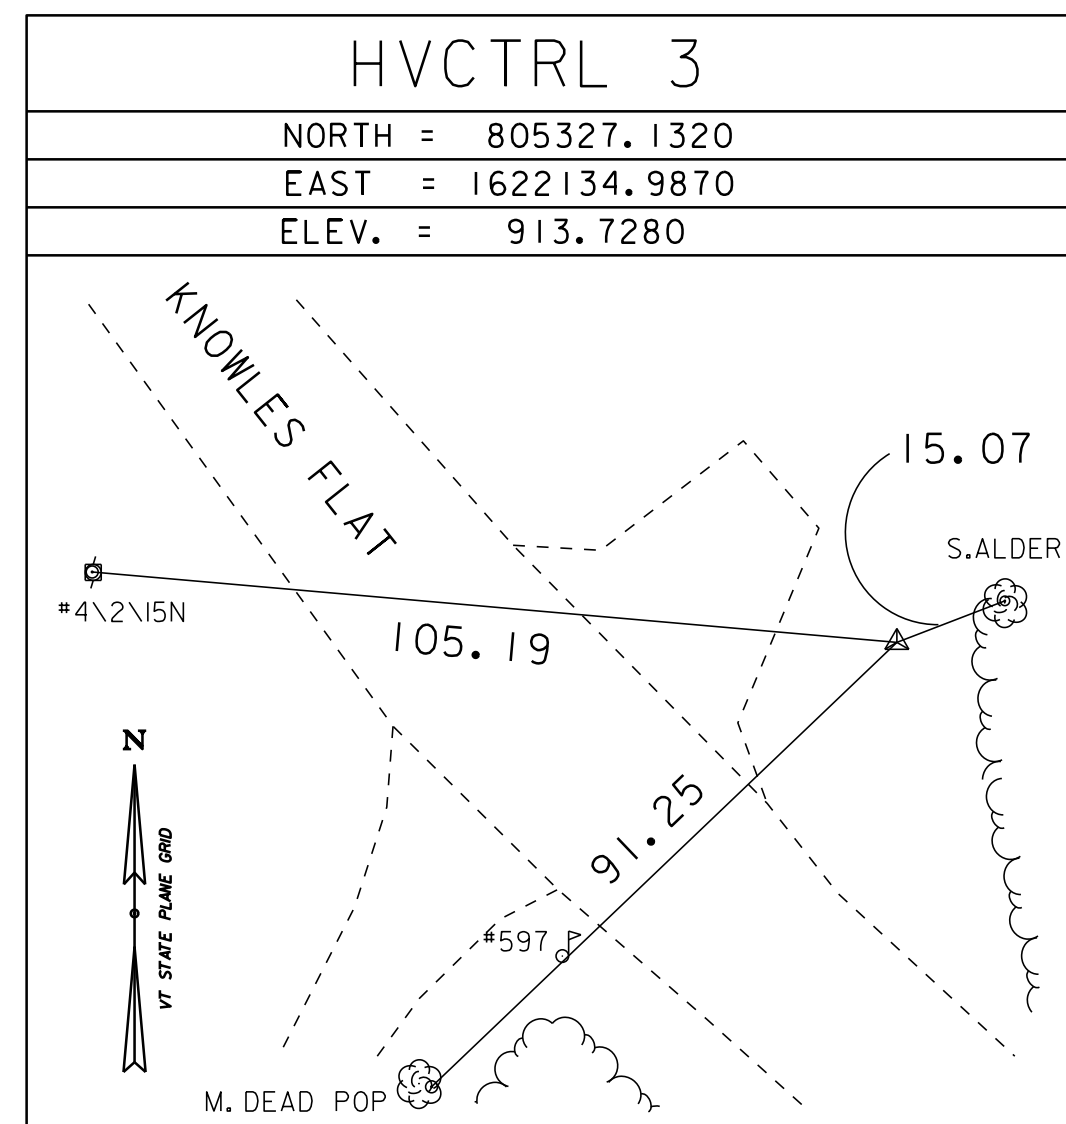 HVCTRL 3
NORTH = 805327.1320
EAST = 1622134.9870
ELEV. = 913.7280
KNOWLES FLAT
15.07
S.ALDER
#4\2\15N
105.19
N
VT STATE PLANE GRID
91.25
#597
M. DEAD POP